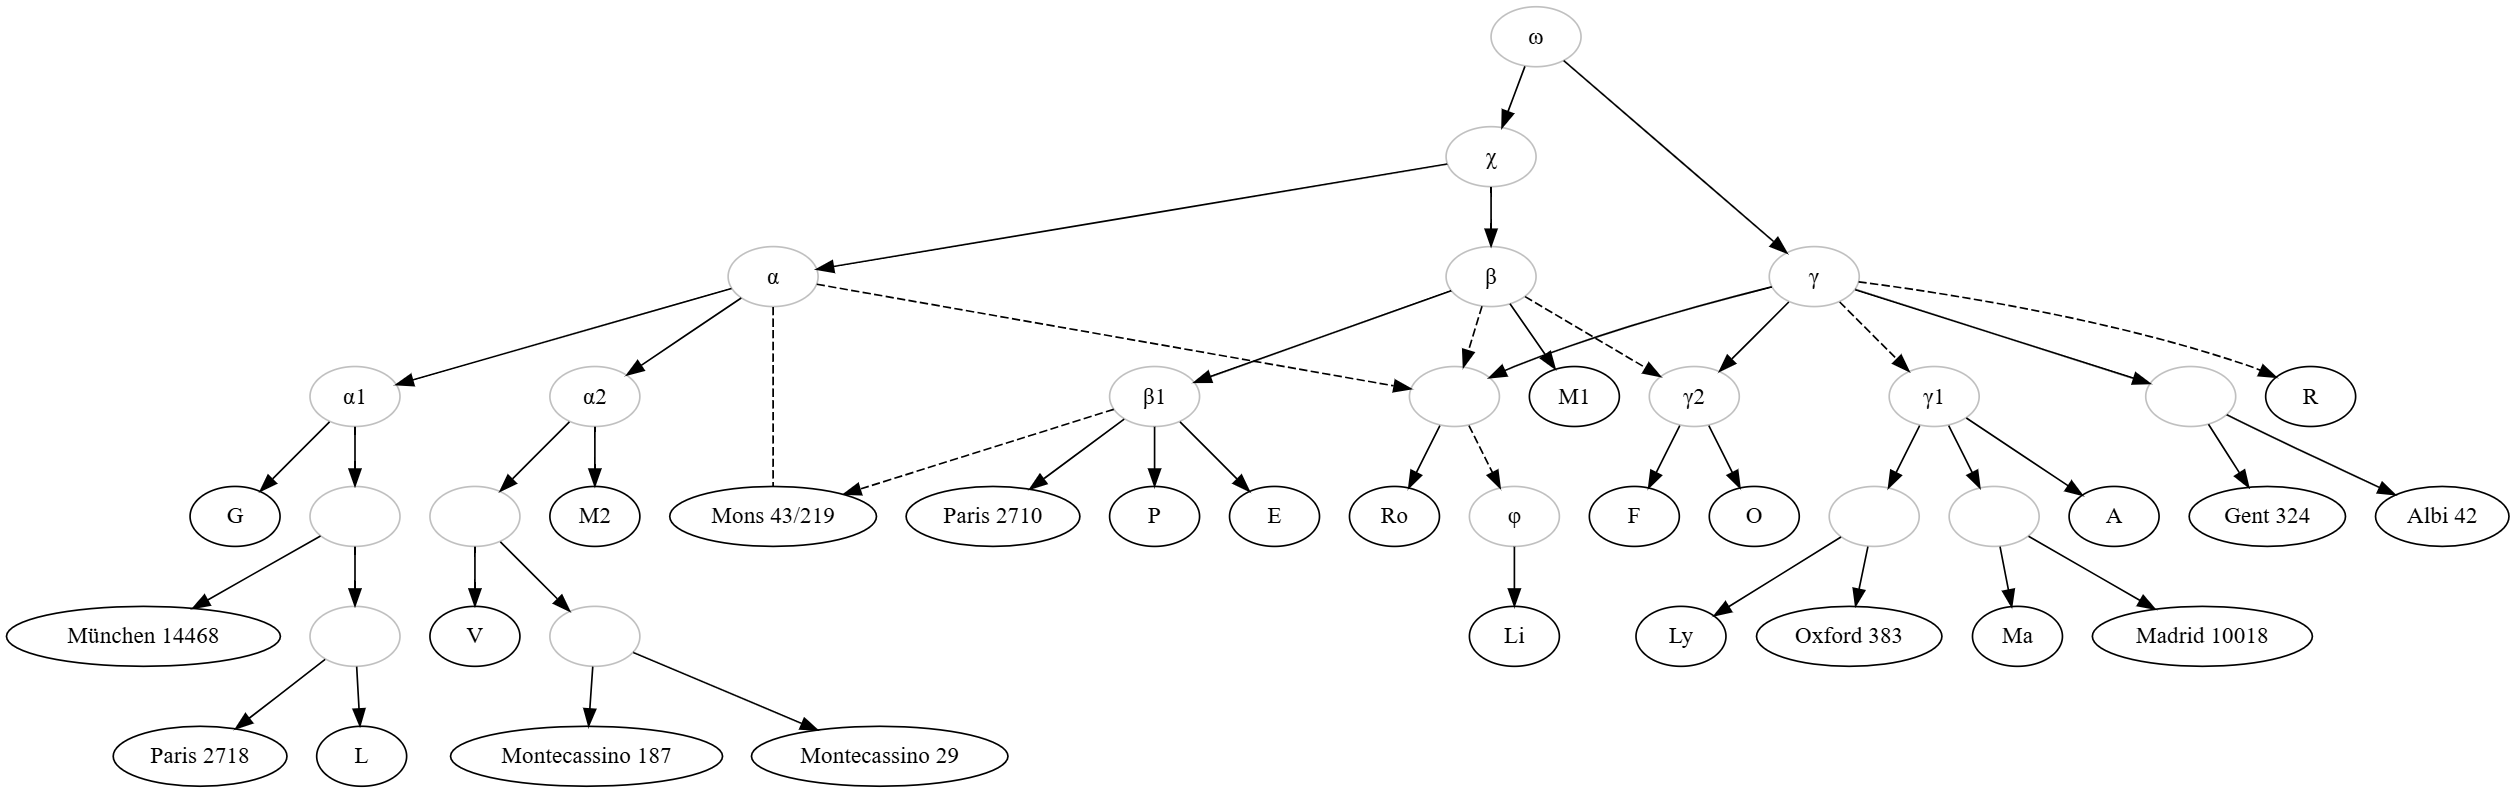 ω
χ
α
β
γ
α1
α2
β1
M1
γ2
γ1
R
G
M2
Mons 43/219
Paris 2710
P
E
Ro
φ
F
O
A
Gent 324
Albi 42
München 14468
V
Li
Ly
Oxford 383
Ma
Madrid 10018
Paris 2718
L
Montecassino 187
Montecassino 29